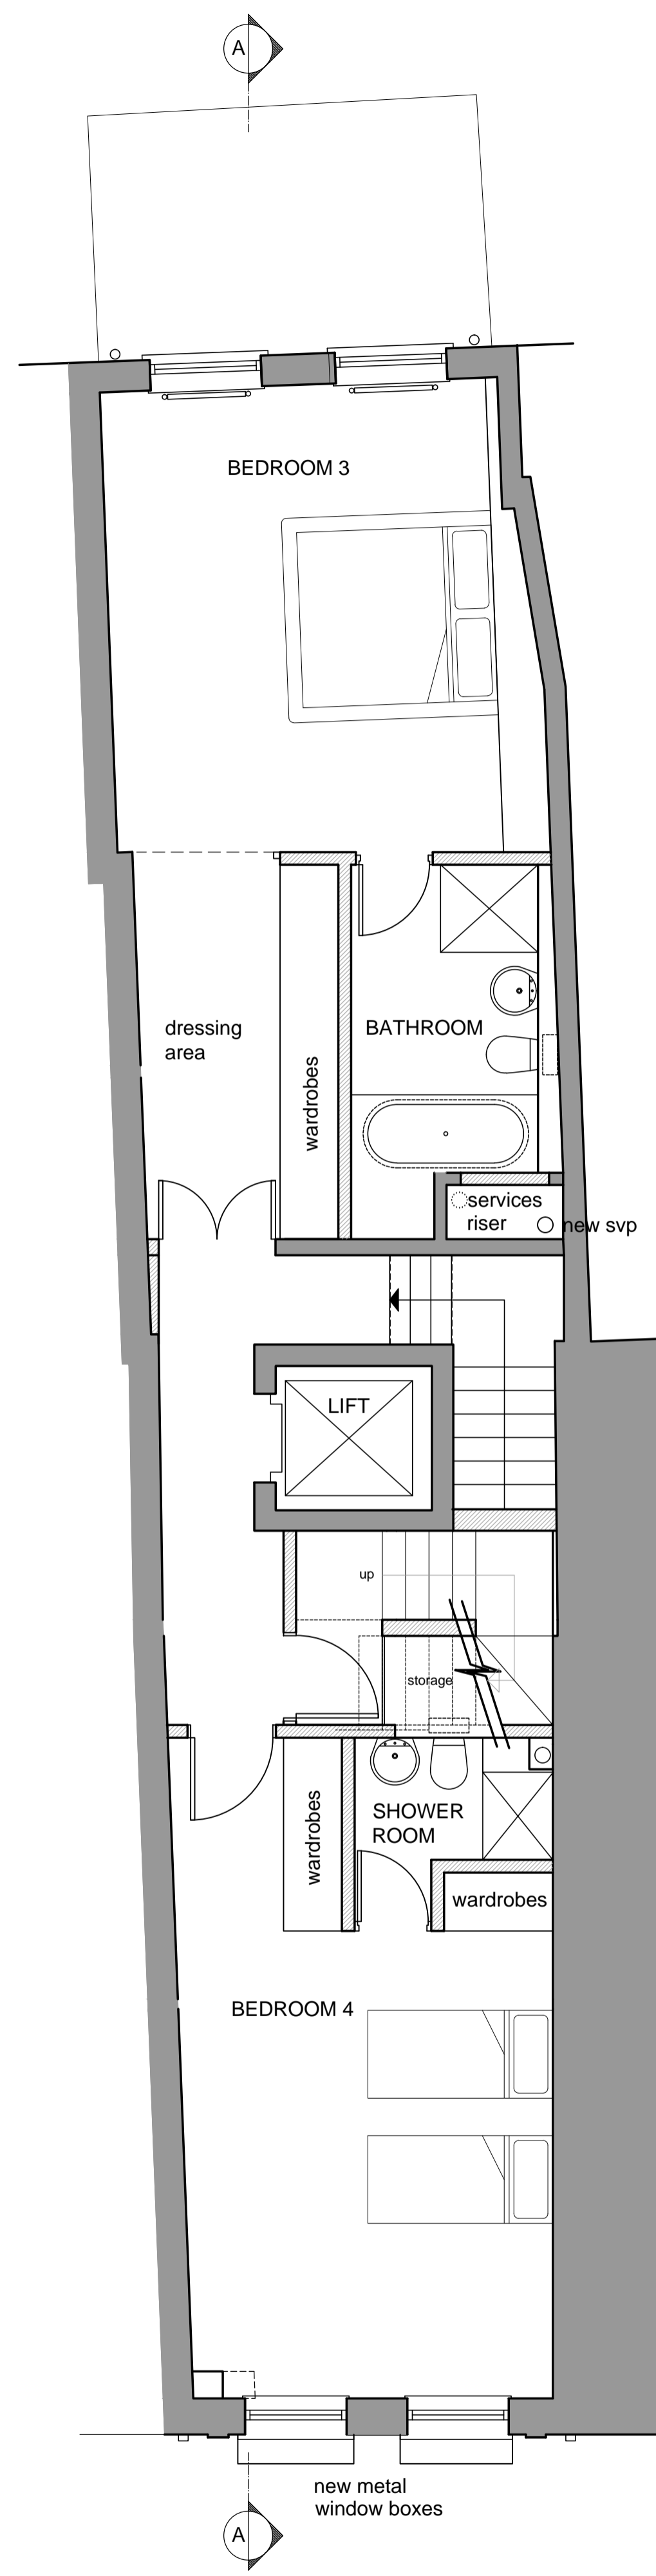 A
BEDROOM 3
dressing
area
wardrobes
BATHROOM
services
riser
new svp
LIFT
up
storage
wardrobes
SHOWER
ROOM
wardrobes
BEDROOM 4
new metal
window boxes
A